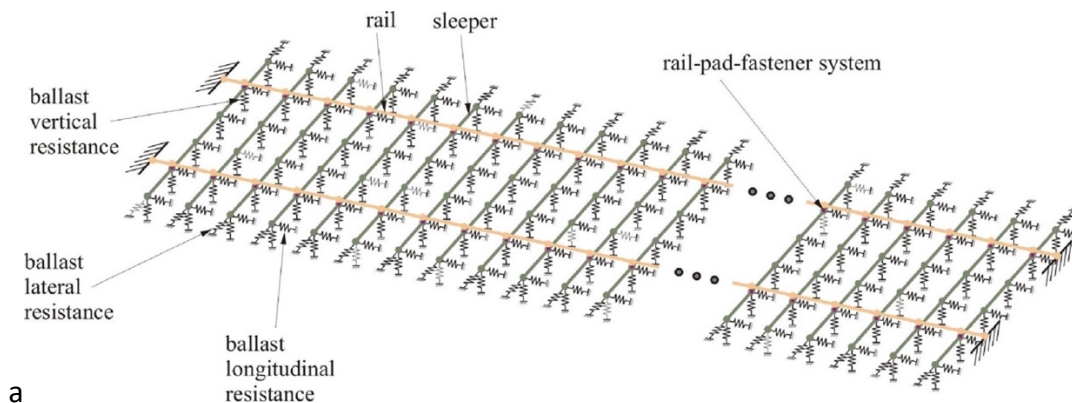 rail
sleeper
rail-pad-fastener system
ballast
vertical
resistance
ballast
lateral
resistance
ballast
longitudinal
resistance
a